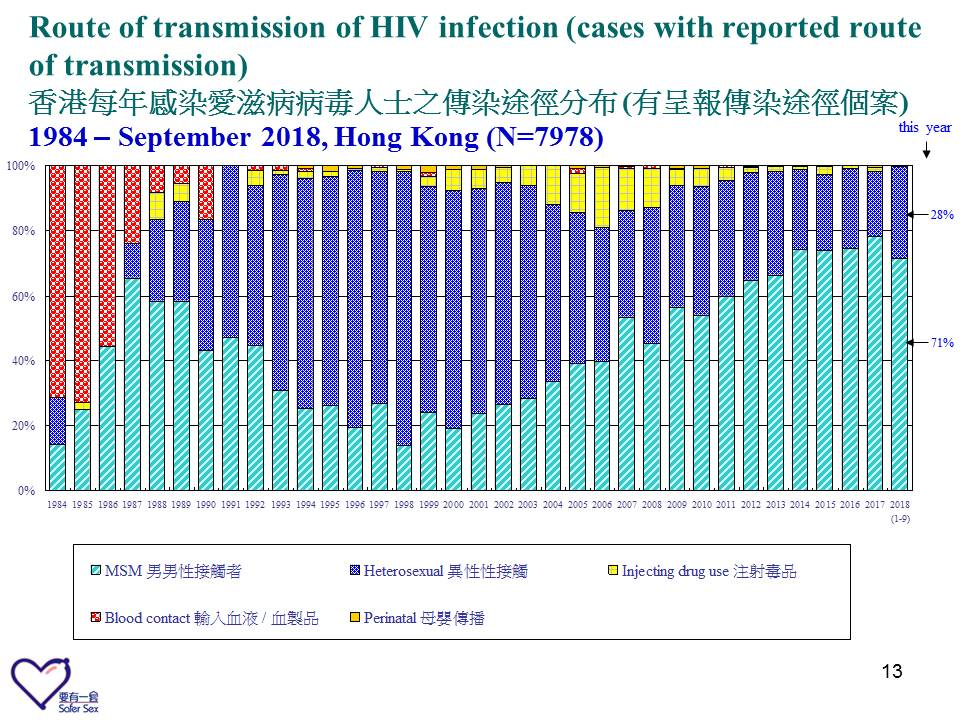 Route of transmission of HIV infection (cases with reported route
of transmission)
香港每年感染愛滋病病毒人士之傳染途徑分布 (有呈報傳染途徑個案)
1984 – September 2018, Hong Kong (N=7978)
this year
100%
80%
60%
40%
20%
0%
28%
71%
1984 1985 1986 1987 1988 1989 1990 1991 1992 1993 1994 1995 1996 1997 1998 1999 2000 2001 2002 2003 2004 2005 2006 2007 2008 2009 2010 2011 2012 2013 2014 2015 2016 2017 2018
(1-9)
MSM 男男性接觸者 Heterosexual 異性性接觸 Injecting drug use 注射毒品
Blood contact 輸入血液 / 血製品 Perinatal 母嬰傳播
13
要有一套
Safer Sex